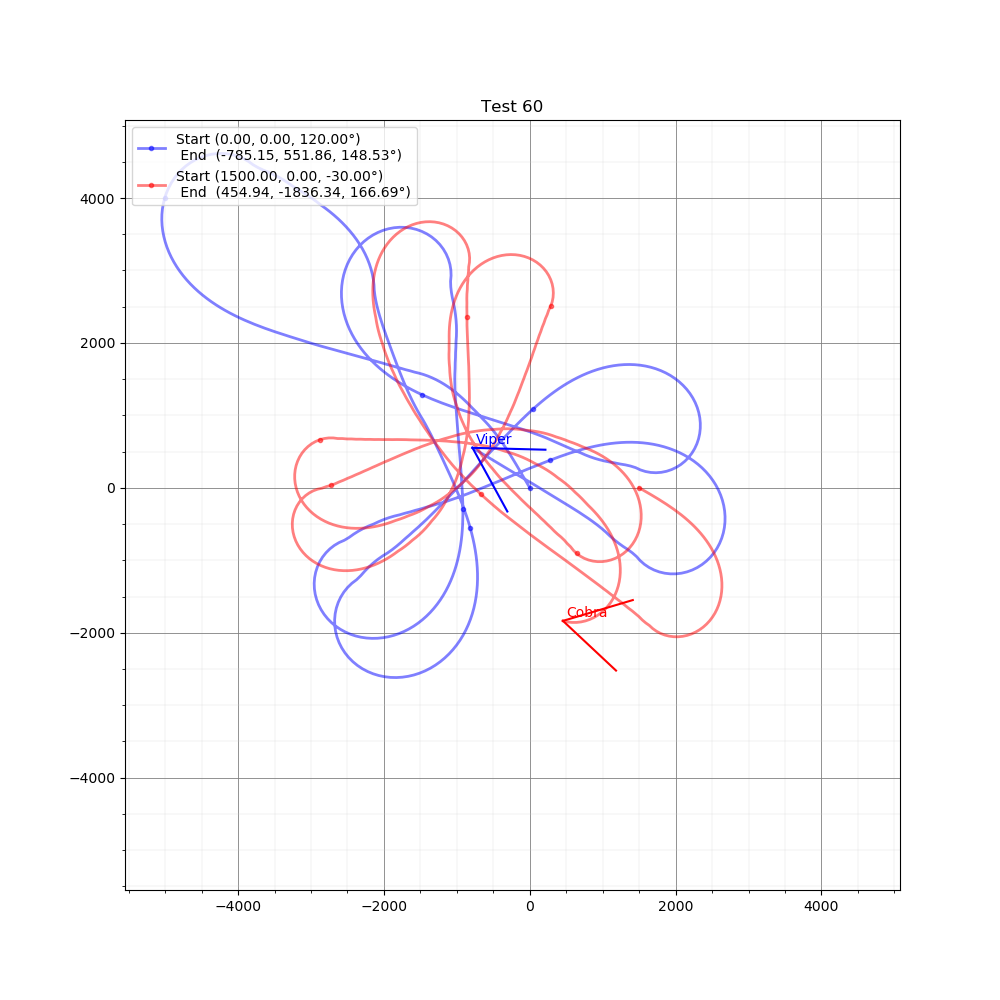 Test 60
Start (0.00, 0.00, 120.00°)
End (-785.15, 551.86, 148.53°)
Start (1500.00, 0.00, -30.00°)
End (454.94, -1836.34, 166.69°)
4000
2000
Viper
0
Cobra
−2000
−4000
−4000 −2000 0 2000 4000